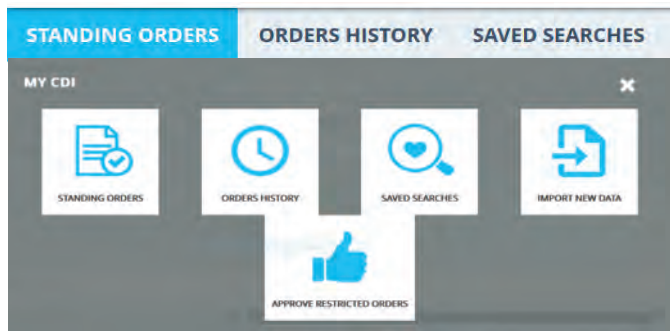 STANDING ORDERS ORDERS HISTORY SAVED SEARCHES
MY CDI
STANDING ORDERS ORDERS HISTORY SAVED SEARCHES IMPORT NEW DATA
APPROVE RESTRICTED ORDERS